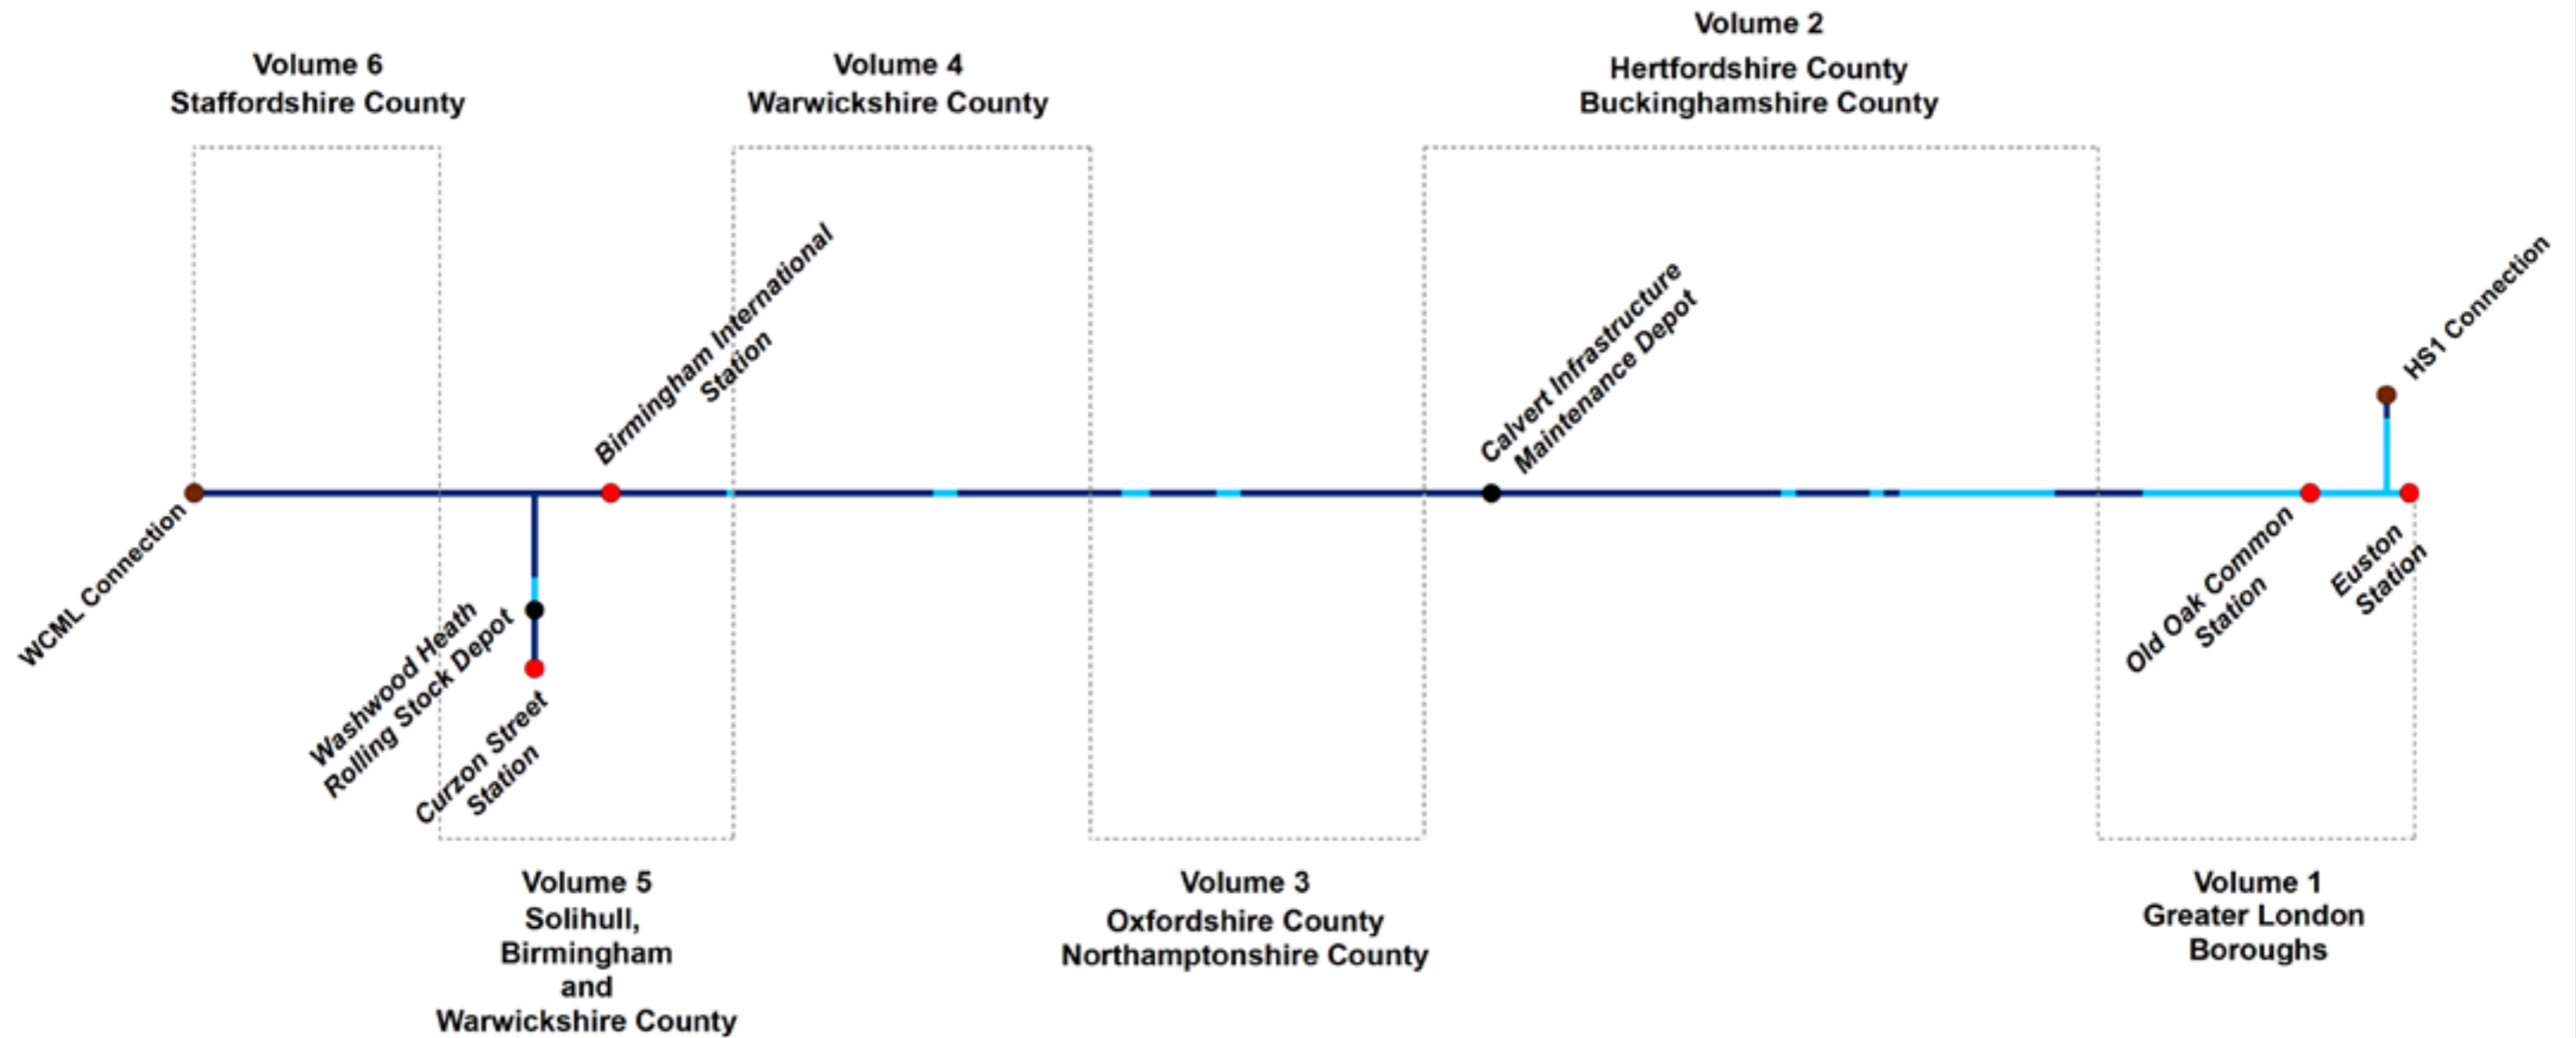 Volume 6
Staffordshire County
Volume 4
Warwickshire County
Volume 2
Hertfordshire County
Buckinghamshire County
Birmingham International
Station
Calvert Infrastructure
Maintenance Depot
HS1 Connection
WCML Connection
Washwood Heath
Rolling Stock Depot
Curzon Street
Station
Old Oak Common
Station
Euston
Station
Volume 5
Solihull,
Birmingham
and
Warwickshire County
Volume 3
Oxfordshire County
Northamptonshire County
Volume 1
Greater London
Boroughs